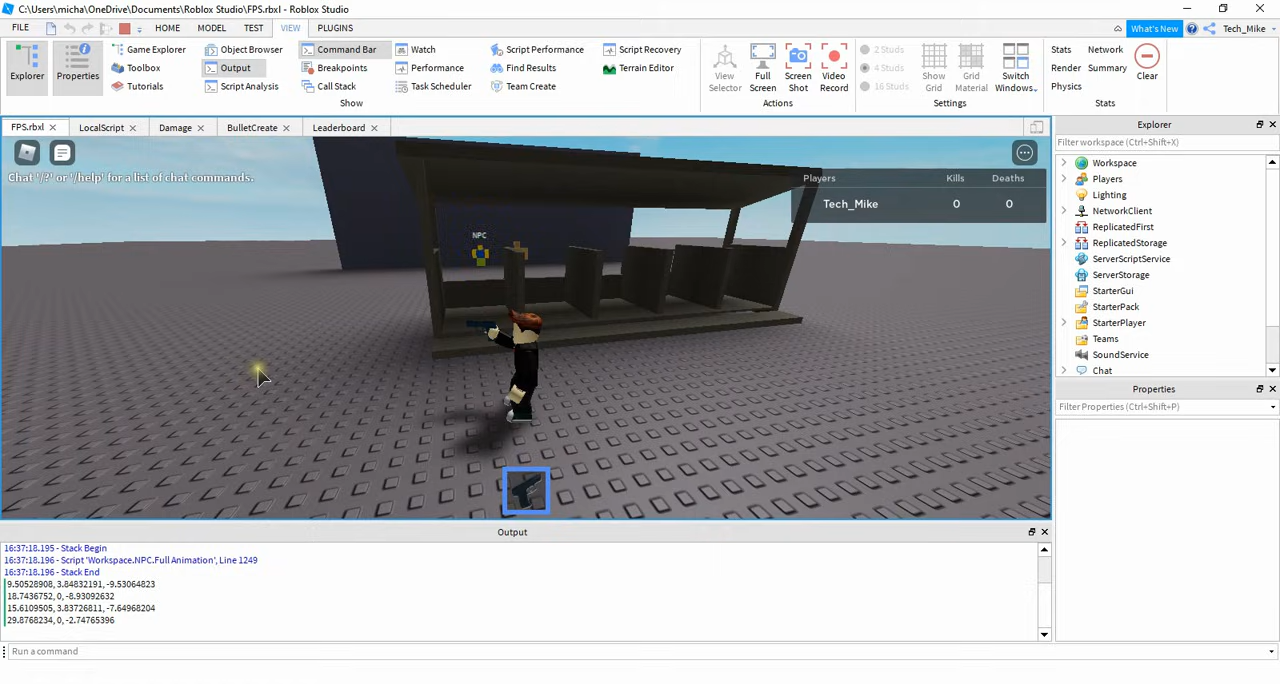 C:\Users\micha\OneDrive\Documents\Roblox Studio\FPS.rbxl - Roblox Studio
FILE HOME MODEL TEST VIEW PLUGINS What's New Tech_Mike
Explorer
Properties
Game Explorer
Toolbox
Tutorials
Object Browser
Output
Script Analysis
Command Bar
Breakpoints
Call Stack
Watch
Performance
Task Scheduler
Script Performance
Find Results
Team Create
Script Recovery
Terrain Editor
Show
View
Selector
Full
Screen
Screen
Shot
Video
Record
Actions
2 Studs
4 Studs
16 Studs
Show
Grid
Grid
Material
Switch
Windows
Settings
Stats
Render
Physics
Network
Summary
Clear
Stats
FPS.rbxl LocalScript Damage BulletCreate Leaderboard
Chat '/?' or '/help' for a list of chat commands.
Players Kills Deaths
Tech_Mike 0 0
NPC
Explorer
Filter workspace (Ctrl+Shift+X)
Workspace
Players
Lighting
NetworkClient
ReplicatedFirst
ReplicatedStorage
ServerScriptService
ServerStorage
StarterGui
StarterPack
StarterPlayer
Teams
SoundService
Chat
Properties
Filter Properties (Ctrl+Shift+P)
Output
16:37:18.195 - Stack Begin
16:37:18.196 - Script 'Workspace.NPC.Full Animation', Line 1249
16:37:18.196 - Stack End
9.50528908, 3.84832191, -9.53064823
18.7436752, 0, -8.93092632
15.6109505, 3.83726811, -7.64968204
29.8768234, 0, -2.74765396
Run a command